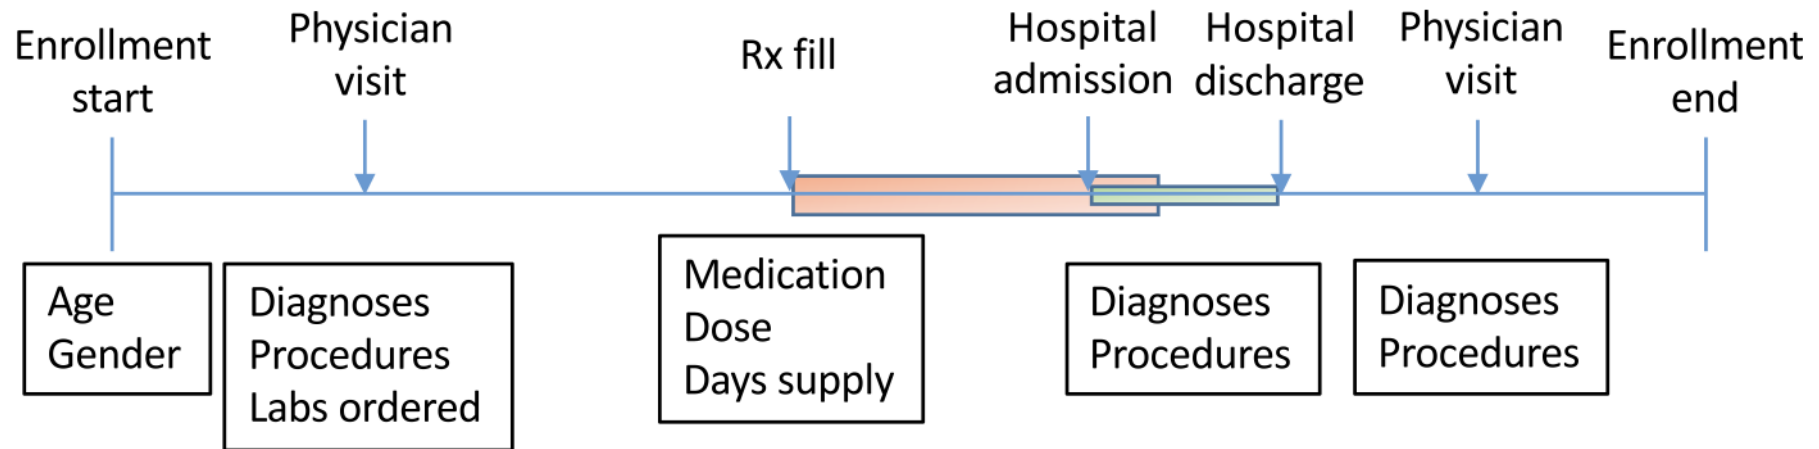 Enrollment
start
Physician
visit
Rx fill
Hospital
admission
Hospital
discharge
Physician
visit
Enrollment
end
Age
Gender
Diagnoses
Procedures
Labs ordered
Medication
Dose
Days supply
Diagnoses
Procedures
Diagnoses
Procedures